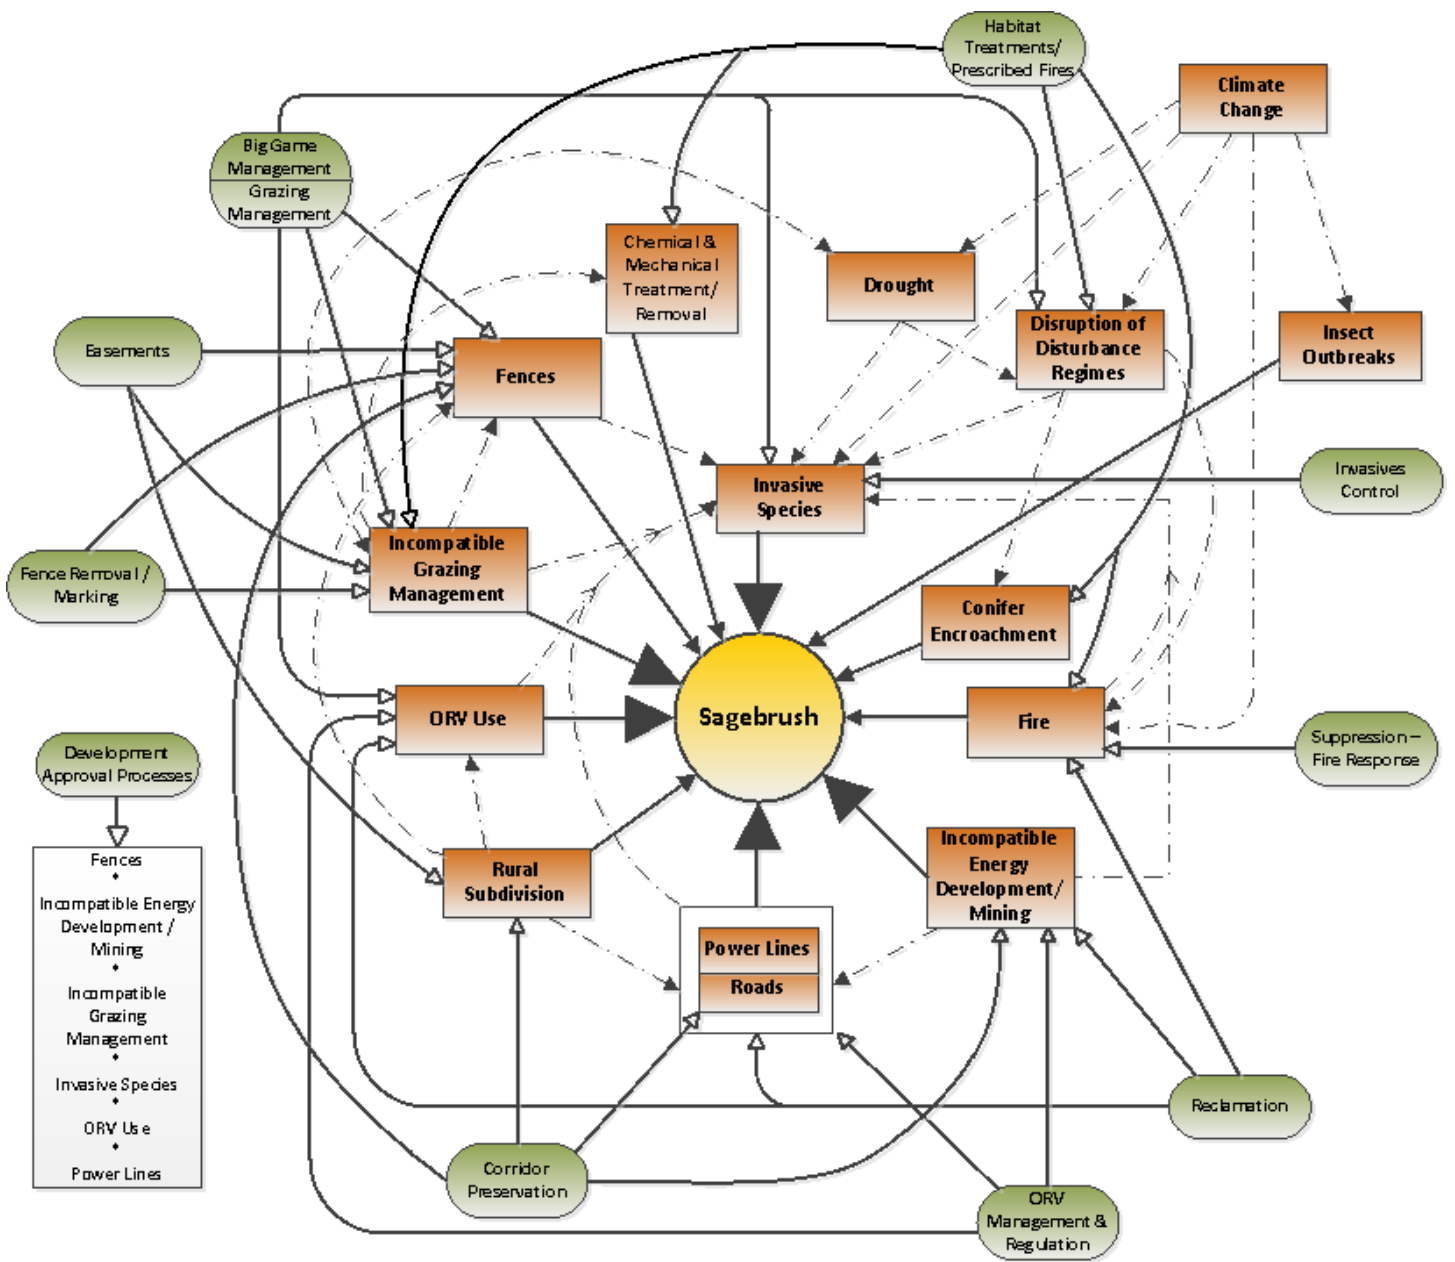 Habitat
Treatments/
Prescribed Fires
Climate
Change
Big Game
Management
Grazing
Management
Chemical &
Mechanical
Treatment/
Removal
Drought
Disruption of
Disturbance
Regimes
Insect
Outbreaks
Easements
Fences
Invasive
Species
Invasives
Control
Incompatible
Grazing
Management
Fence Removal /
Marking
Conifer
Encroachment
ORV Use
Sagebrush
Fire
Suppression –
Fire Response
Development
Approval Processes
Rural
Subdivision
Incompatible
Energy
Development/
Mining
Power Lines
Roads
Fences
•
Incompatible Energy
Development /
Mining
•
Incompatible
Grazing
Management
•
Invasive Species
•
ORV Use
•
Power Lines
Reclamation
Corridor
Preservation
ORV
Management &
Regulation